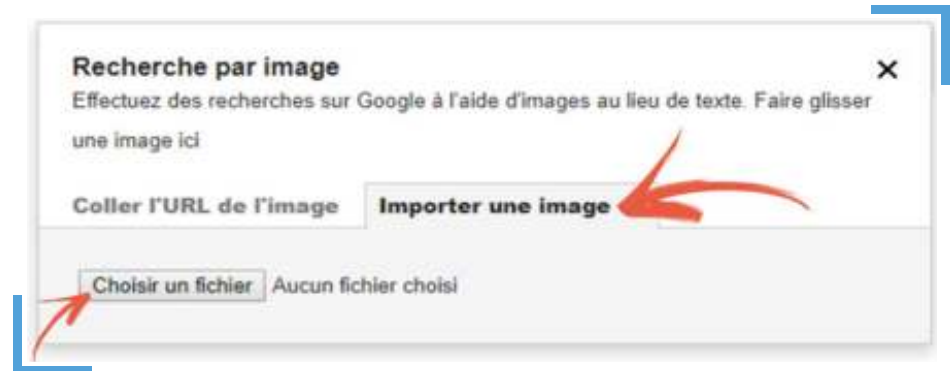 Recherche par image
Effectuez des recherches sur Google à l'aide d'images au lieu de texte. Faire glisser
une image ici
Coller l'URL de l'image Importer une image
Choisir un fichier Aucun fichier choisi